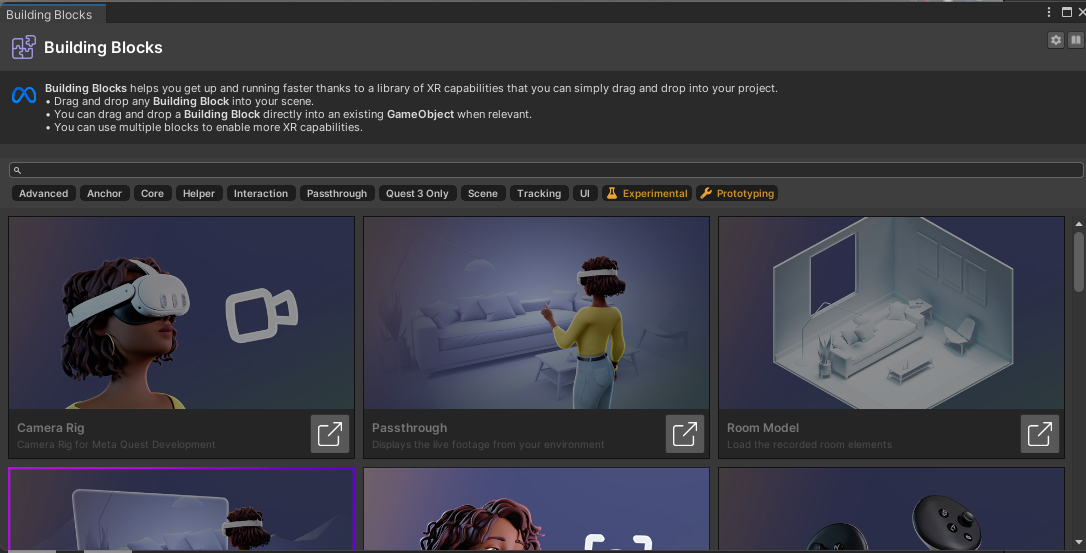 Building Blocks
Building Blocks
Building Blocks helps you get up and running faster thanks to a library of XR capabilities that you can simply drag and drop into your project.
• Drag and drop any Building Block into your scene.
• You can drag and drop a Building Block directly into an existing GameObject when relevant.
• You can use multiple blocks to enable more XR capabilities.
Advanced Anchor Core Helper Interaction Passthrough Quest 3 Only Scene Tracking UI Experimental Prototyping
Camera Rig
Camera Rig for Meta Quest Development
Passthrough
Displays the live footage from your environment
Room Model
Load the recorded room elements